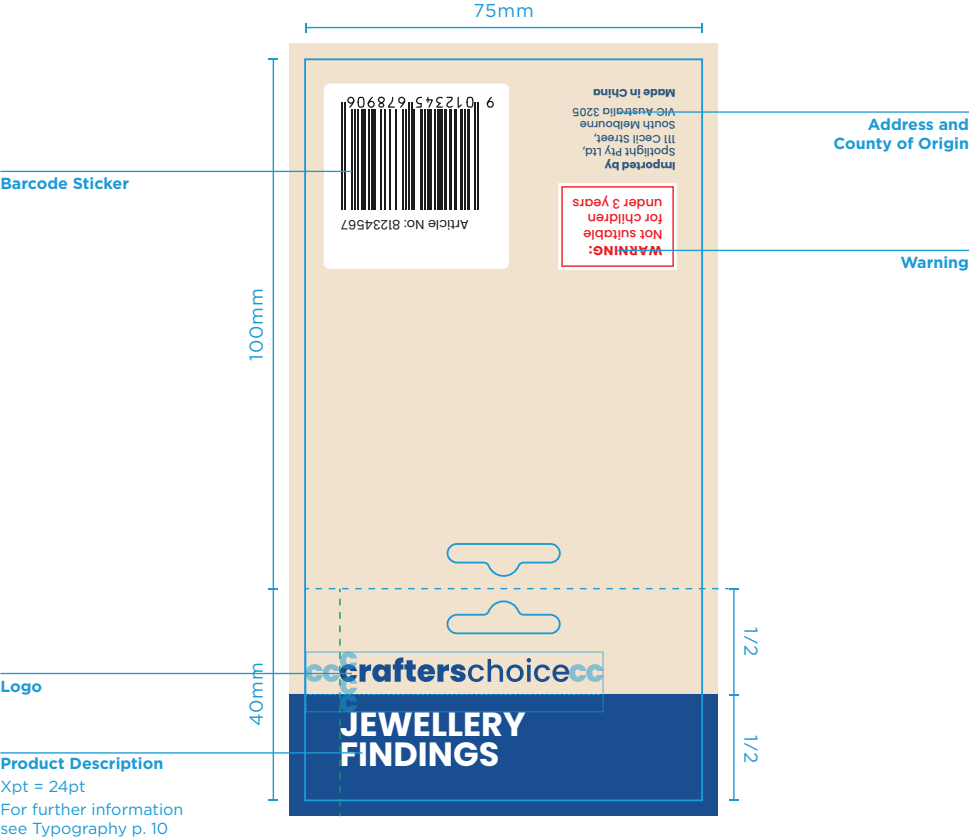 75mm
9 012345 678906
Article No: 81234567
Made in China
VIC Australia 3205
South Melbourne
111 Cecil Street,
Spotlight Pty Ltd,
Imported by
under 3 years
for children
Not suitable
WARNING:
Address and
County of Origin
Barcode Sticker
Warning
100mm
1/2
cccrafterschoicecc
c
c
c
Logo
40mm
JEWELLERY
FINDINGS
1/2
Product Description
Xpt = 24pt
For further information
see Typography p. 10